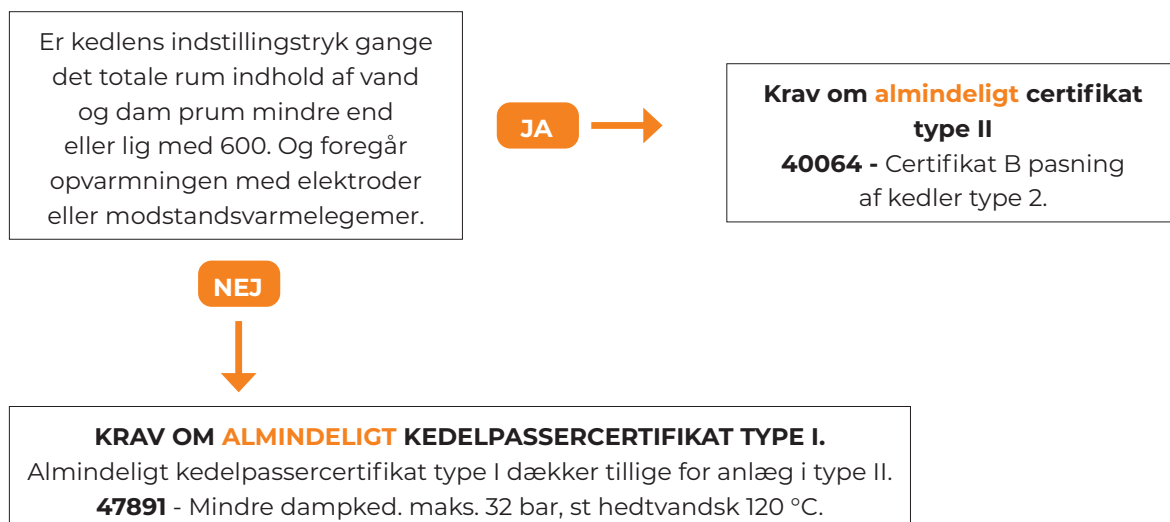 Er kedlens indstillingstryk gange
det totale rum indhold af vand
og dam prum mindre end
eller lig med 600. Og foregår
opvarmningen med elektroder
eller modstandsvarmelegemer.
JA
Krav om almindeligt certifikat
type II
40064 - Certifikat B pasning
af kedler type 2.
NEJ
KRAV OM ALMINDELIGT KEDELPASSERCERTIFIKAT TYPE I.
Almindeligt kedelpassercertifikat type I dækker tillige for anlæg i type II.
47891 - Mindre dampked. maks. 32 bar, st hedtvandsk 120 °C.